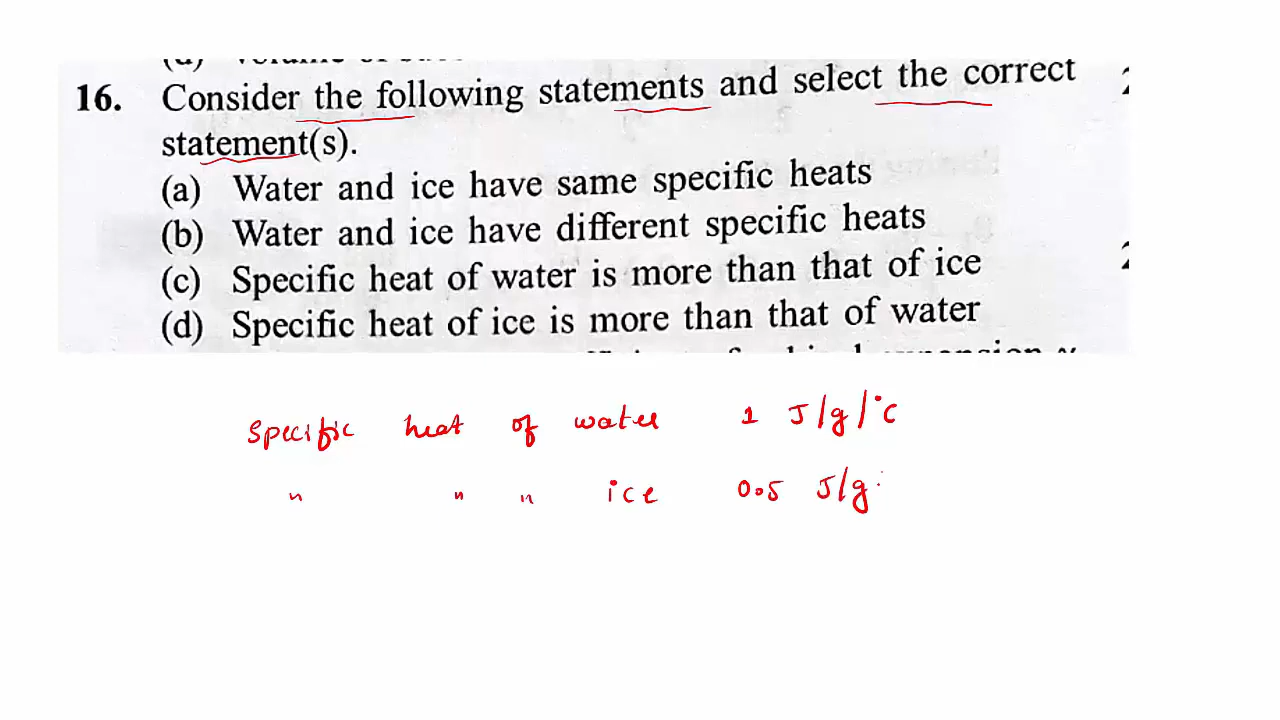 16. Consider the following statements and select the correct
statement(s).
(a) Water and ice have same specific heats
(b) Water and ice have different specific heats
(c) Specific heat of water is more than that of ice
(d) Specific heat of ice is more than that of water
Specific heat of water 1 J/g/°C
" " " ice 0.5 J/g